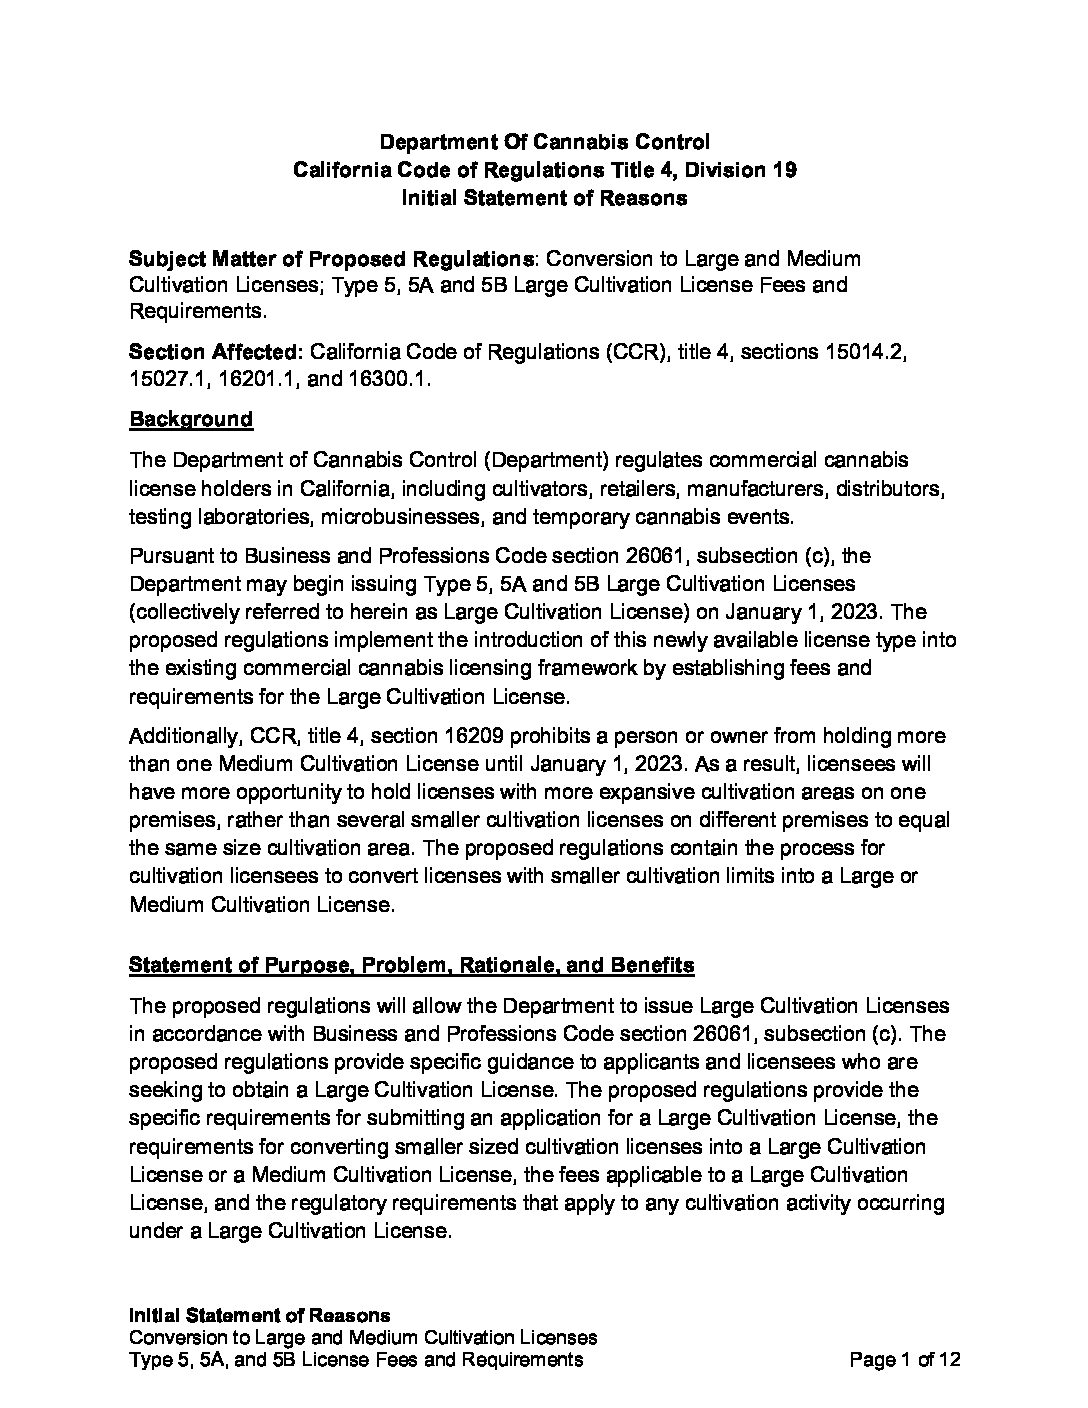 Department Of Cannabis Control
California Code of Regulations Title 4, Division 19
Initial Statement of Reasons
Subject Matter of Proposed Regulations: Conversion to Large and Medium
Cultivation Licenses; Type 5, 5A and 5B Large Cultivation License Fees and
Requirements.
Section Affected: California Code of Regulations (CCR), title 4, sections 15014.2,
15027.1, 16201.1, and 16300.1.
Background
The Department of Cannabis Control (Department) regulates commercial cannabis
license holders in California, including cultivators, retailers, manufacturers, distributors,
testing laboratories, microbusinesses, and temporary cannabis events.
Pursuant to Business and Professions Code section 26061, subsection (c), the
Department may begin issuing Type 5, 5A and 5B Large Cultivation Licenses
(collectively referred to herein as Large Cultivation License) on January 1, 2023. The
proposed regulations implement the introduction of this newly available license type into
the existing commercial cannabis licensing framework by establishing fees and
requirements for the Large Cultivation License.
Additionally, CCR, title 4, section 16209 prohibits a person or owner from holding more
than one Medium Cultivation License until January 1, 2023. As a result, licensees will
have more opportunity to hold licenses with more expansive cultivation areas on one
premises, rather than several smaller cultivation licenses on different premises to equal
the same size cultivation area. The proposed regulations contain the process for
cultivation licensees to convert licenses with smaller cultivation limits into a Large or
Medium Cultivation License.
Statement of Purpose, Problem, Rationale, and Benefits
The proposed regulations will allow the Department to issue Large Cultivation Licenses
in accordance with Business and Professions Code section 26061, subsection (c). The
proposed regulations provide specific guidance to applicants and licensees who are
seeking to obtain a Large Cultivation License. The proposed regulations provide the
specific requirements for submitting an application for a Large Cultivation License, the
requirements for converting smaller sized cultivation licenses into a Large Cultivation
License or a Medium Cultivation License, the fees applicable to a Large Cultivation
License, and the regulatory requirements that apply to any cultivation activity occurring
under a Large Cultivation License.
Initial Statement of Reasons
Conversion to Large and Medium Cultivation Licenses
Type 5, 5A, and 5B License Fees and Requirements Page 1 of 12